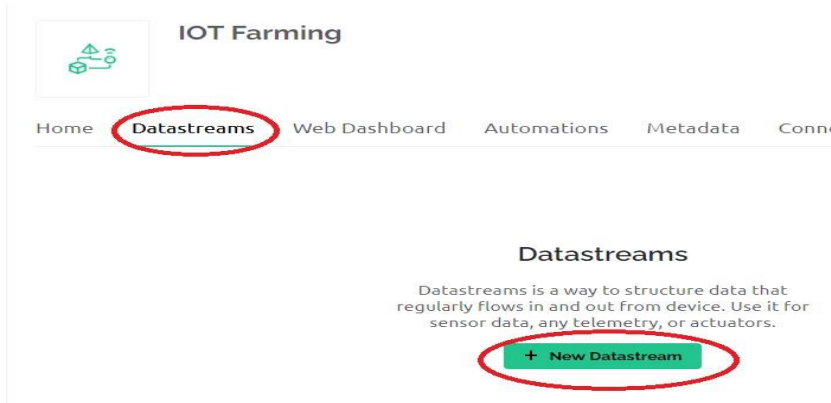 IOT Farming
Home Datastreams Web Dashboard Automations Metadata Conne
Datastreams
Datastreams is a way to structure data that
regularly flows in and out from device. Use it for
sensor data, any telemetry, or actuators.
+ New Datastream